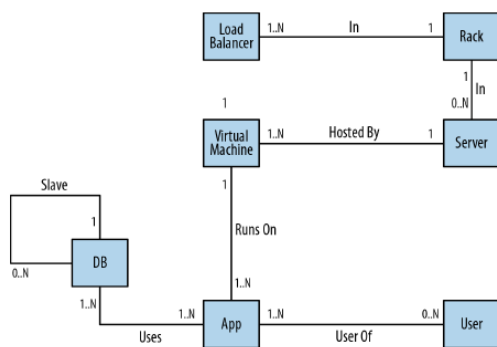 Load
Balancer
1..N
In
1
Rack
1
In
0..N
1
Virtual
Machine
1..N
Hosted By
1
Server
1
Slave
1
Runs On
DB
0..N
1..N
1..N
1..N
Uses
App
1..N
User Of
0..N
User